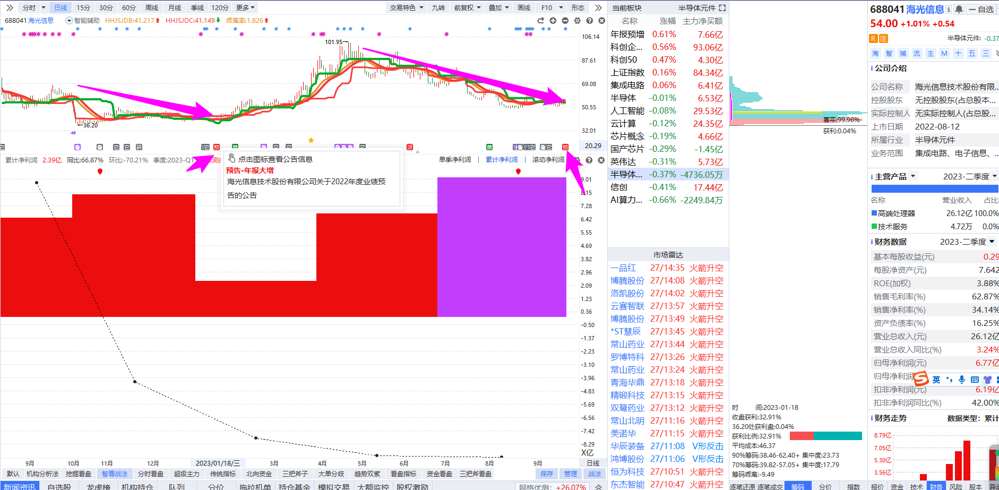 分时 日线 15分 30分 60分 周线 月线 季线 120分 更多
交易特色 九转 前复权 叠加 画线 F10 形态
688041 海光信息 智能辅助 HHJSJDB:41.217 HHJSJDC:41.149 乖离率:1.826
101.95
36.20
106.14
87.61
69.08
50.55
32.01
20.29
累计净利润 2.39亿 同比:66.87% 环比:-70.21% 季度:2023-Q1
单季净利润 | 累计净利润 | 滚动净利润
点击图标查看公告信息
预告-年报大增
海光信息技术股份有限公司关于2022年度业绩预
告的公告
9.01
8.15
7.28
6.42
5.55
4.69
3.82
2.96
2.09
1.23
0.36
-0.50
-1.37
-2.23
-3.10
-3.96
-4.83
-5.69
-6.56
-7.42
-8.29
X亿
9月 10月 11月 12月 2023/01/18/三 3月 4月 5月 6月 7月 8月 9月 日线
默认 机构分析法 挖掘看盘 智尊战法 分时看盘 超级主力 传统指标 北向资金 三把斧子 大单分歧 趋势双紫 看盘指标 资金看盘 三把斧看盘 保存 管理 战法
新闻资讯 自选股 龙虎榜 机构持仓 队列 分价 拖拉机单 持仓基金 模拟交易 大额监控 股权激励 网格优测: +26.07%
当前板块 半导体元件
名称 涨幅 主力净买额
年报预增 0.61% 7.66亿
科创企... 0.56% 93.06亿
科创50 0.47% 4.30亿
上证指数 0.16% 84.34亿
集成电路 0.06% 6.41亿
半导体 -0.01% 6.53亿
人工智能 -0.08% 29.53亿
云计算 -0.12% 24.35亿
芯片概念 -0.19% 4.66亿
国产芯片 -0.29% -1.45亿
英伟达 -0.31% 5.73亿
半导体... -0.37% -4736.05万
信创 -0.41% 17.44亿
AI算力... -0.66% -2249.84万
市场雷达
一品红 27/14:35 火箭升空
博腾股份 27/14:08 火箭升空
洛凯股份 27/14:02 火箭升空
云赛智联 27/13:57 火箭升空
博腾股份 27/13:49 火箭升空
*ST慧辰 27/13:45 火箭升空
常山药业 27/13:44 火箭升空
罗博特科 27/13:26 火箭升空
常山药业 27/13:24 火箭升空
青海华鼎 27/13:18 火箭升空
精锻科技 27/13:15 火箭升空
双鹭药业 27/13:12 火箭升空
常山北明 27/11:16 火箭升空
美诺华 27/11:15 火箭升空
华辰装备 27/11:08 V形反击
鸿博股份 27/11:06 V形反击
恒为科技 27/10:51 火箭升空
东杰智能 27/10:47 火箭升空
套牢:99.96%
获利:0.04%
时 间:2023-01-18
收盘获利:32.91%
36.20处获利盘:0.04%
获利比例:32.91%
平均成本:46.37
90%筹码:38.46-62.40+ 集中度:23.73
70%筹码:39.82-57.05+ 集中度:17.79
筹码乖离:-9.49
逐笔还原 逐笔成交 筹码 分价 指数
688041 海光信息 自选
54.00 +1.01% +0.54
R 注 半导体元件: -0.37
海 智 捕 流 主 M 十 五 三
公司介绍
公司名称 海光信息技术股份有限...
控股股东 无控股股东(占总股本...
实际控制人 无实际控制人(占总股...
上市日期 2022-08-12
所属行业 半导体元件
业务范围 集成电路、电子信息、...
主营产品 2023-二季度
名称 营业收入 占比
高端处理器 26.12亿 100.0%
技术服务 4.72万 0.0%
财务数据 2023-二季度
基本每股收益(元) 0.29
每股净资产(元) 7.642
ROE(加权) 3.88%
销售毛利率(%) 62.87%
销售净利率(%) 34.14%
资产负债率(%) 16.25%
营业总收入(元) 26.12亿
营业总收入同比(%) 3.24%
归母净利润(元) 6.77亿
归母净利润 英
扣非净利润(元) 6.19亿
扣非净利润同比(%) 42.00%
财务走势 数据类型: 累计
8.79亿
7.05亿
5.30亿
3.56亿
报价 资金 技术 财务 风险 股本